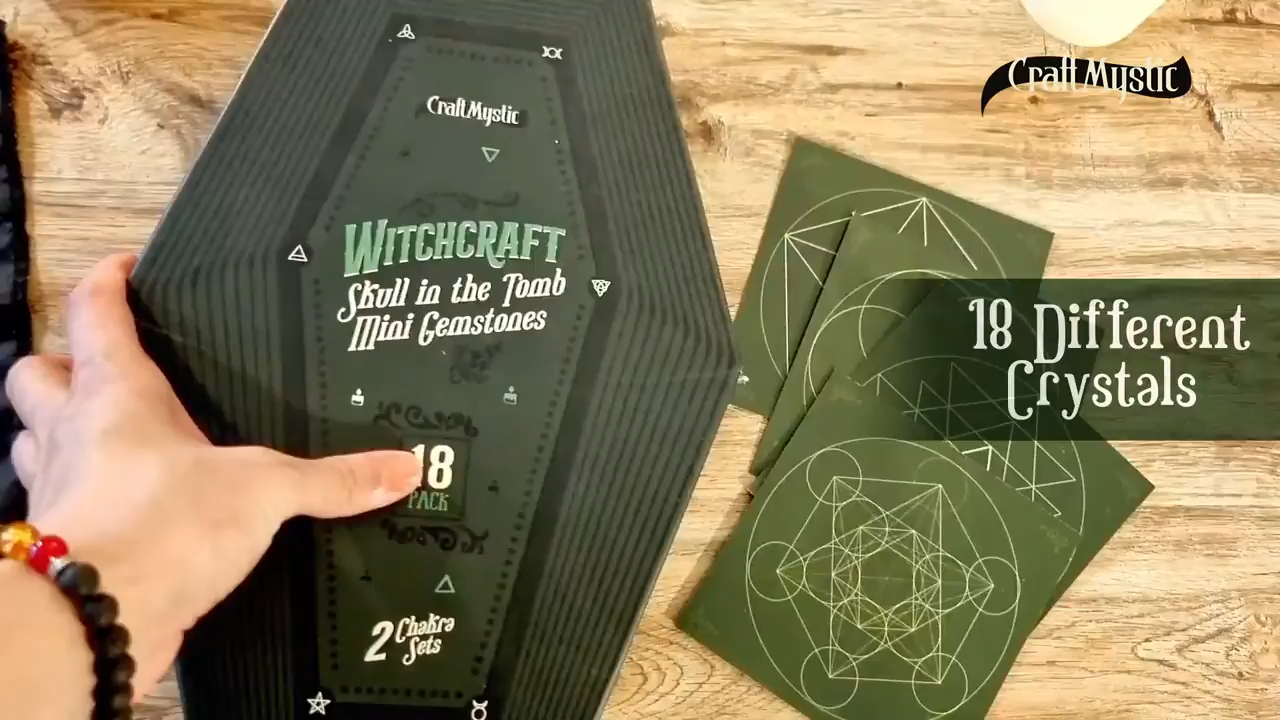 CraftMystic
CraftMystic
WITCHCRAFT
Skull in the Tomb
Mini Gemstones
18 Different
Crystals
18
PACK
2 Chakra
Sets